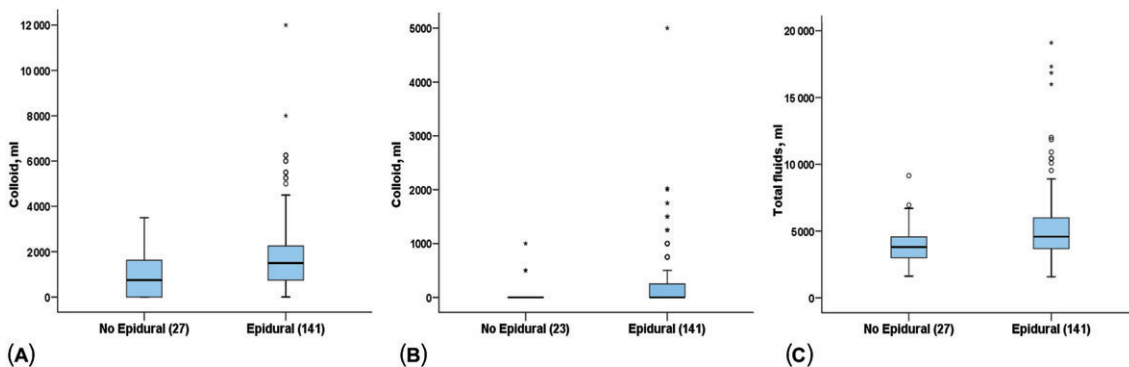 Colloid, ml
12 000
10 000
8000
6000
4000
2000
0
No Epidural (27)
Epidural (141)
(A)
Colloid, ml
5000
4000
3000
2000
1000
0
No Epidural (23)
Epidural (141)
(B)
Total fluids, ml
20 000
15 000
10 000
5000
0
No Epidural (27)
Epidural (141)
(C)